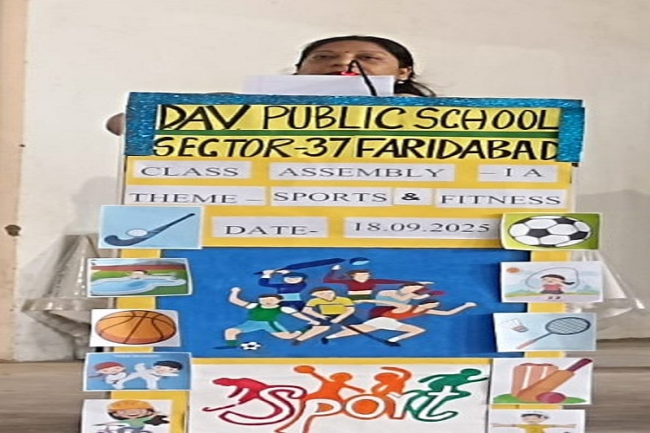 DAV PUBLIC SCHOOL
SECTOR-37 FARIDABAD
CLASS ASSEMBLY - I A
THEME - SPORTS & FITNESS
DATE- 18.09.2025
Sport